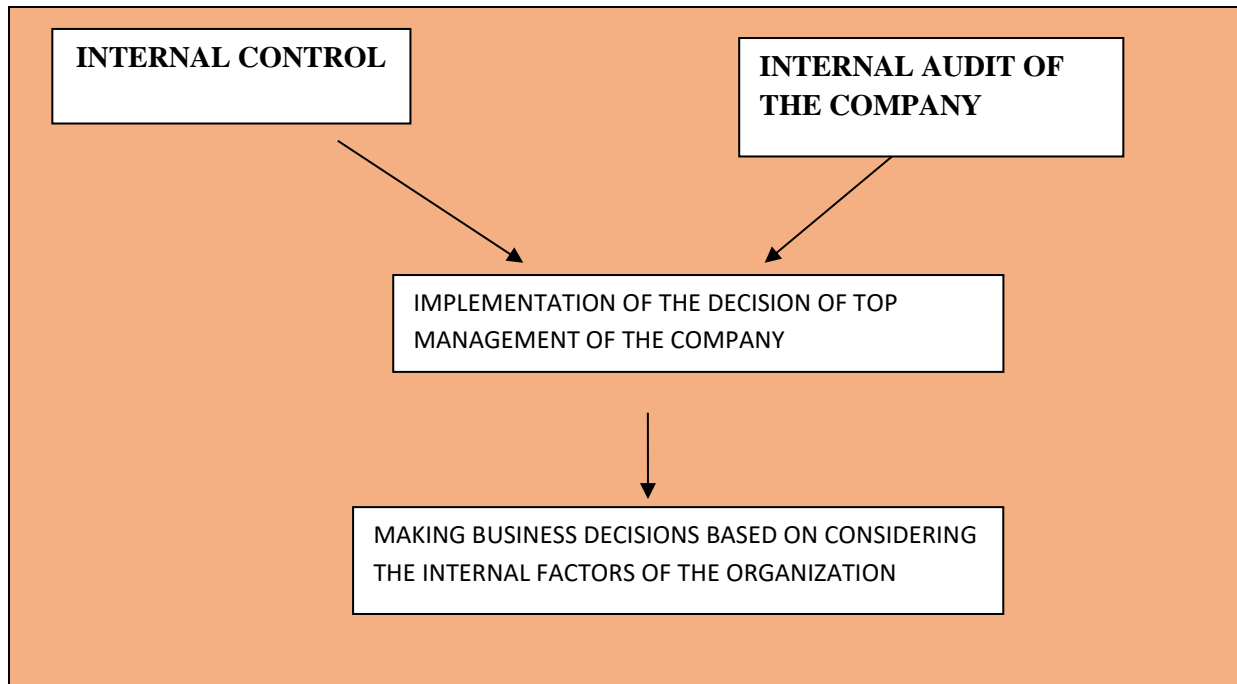 INTERNAL CONTROL
INTERNAL AUDIT OF
THE COMPANY
IMPLEMENTATION OF THE DECISION OF TOP
MANAGEMENT OF THE COMPANY
MAKING BUSINESS DECISIONS BASED ON CONSIDERING
THE INTERNAL FACTORS OF THE ORGANIZATION